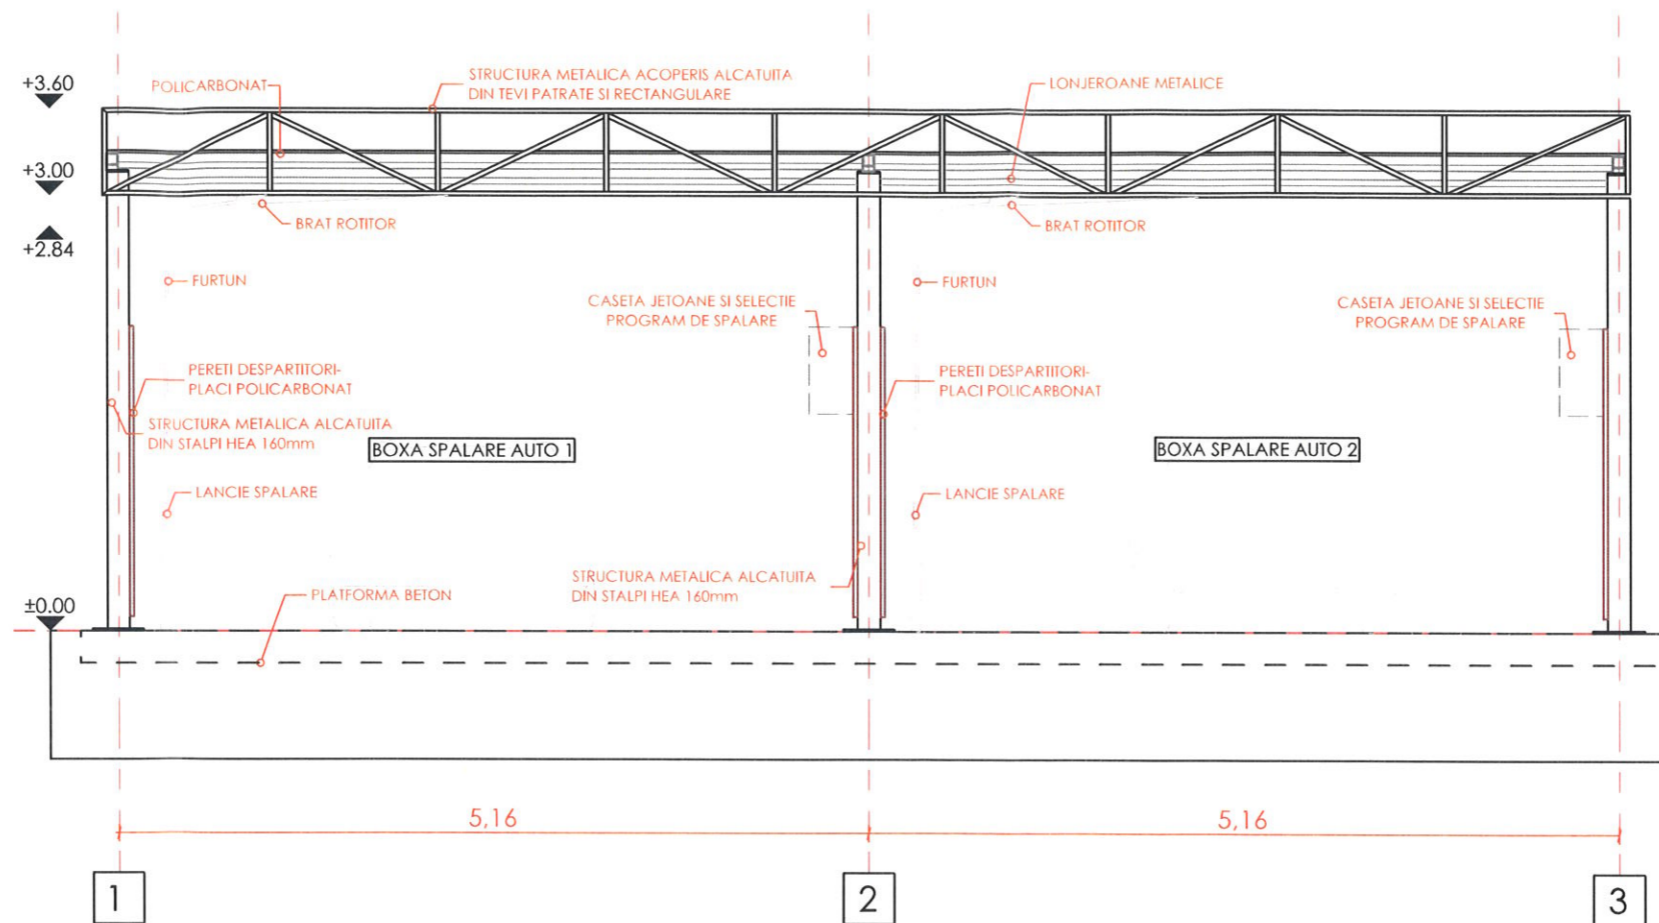 +3.60
POLICARBONAT
STRUCTURA METALICA ACOPERIS ALCATUITA
DIN TEVI PATRATE SI RECTANGULARE
LONJEROANE METALICE
+3.00
BRAT ROTITOR
BRAT ROTITOR
+2.84
FURTUN
FURTUN
CASETA JETOANE SI SELECTIE
PROGRAM DE SPALARE
CASETA JETOANE SI SELECTIE
PROGRAM DE SPALARE
PERETI DESPARTITORI-
PLACI POLICARBONAT
PERETI DESPARTITORI-
PLACI POLICARBONAT
STRUCTURA METALICA ALCATUITA
DIN STALPI HEA 160mm
BOXA SPALARE AUTO 1
BOXA SPALARE AUTO 2
LANCIE SPALARE
LANCIE SPALARE
STRUCTURA METALICA ALCATUITA
DIN STALPI HEA 160mm
PLATFORMA BETON
±0.00
5,16
5,16
1
2
3